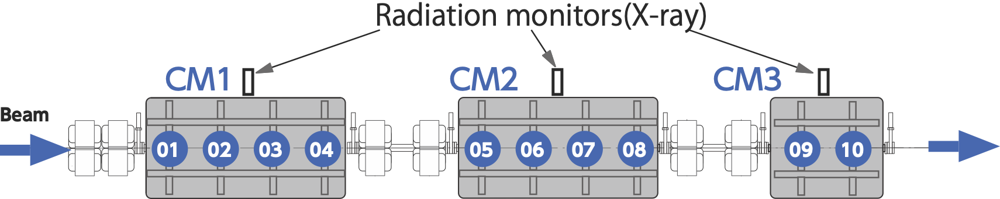 Radiation monitors(X-ray)
CM1 CM2 CM3
Beam
01 02 03 04 05 06 07 08 09 10